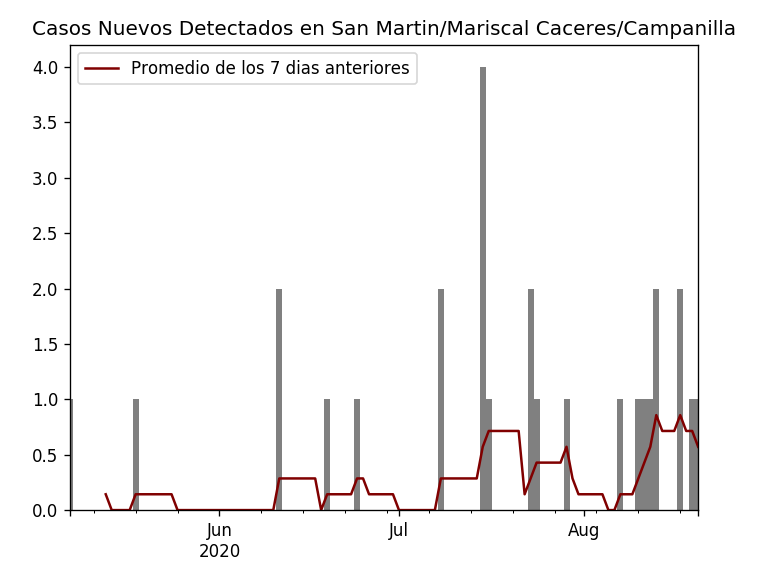 Casos Nuevos Detectados en San Martin/Mariscal Caceres/Campanilla
Promedio de los 7 dias anteriores
4.0
3.5
3.0
2.5
2.0
1.5
1.0
0.5
0.0
Jun
2020
Jul
Aug